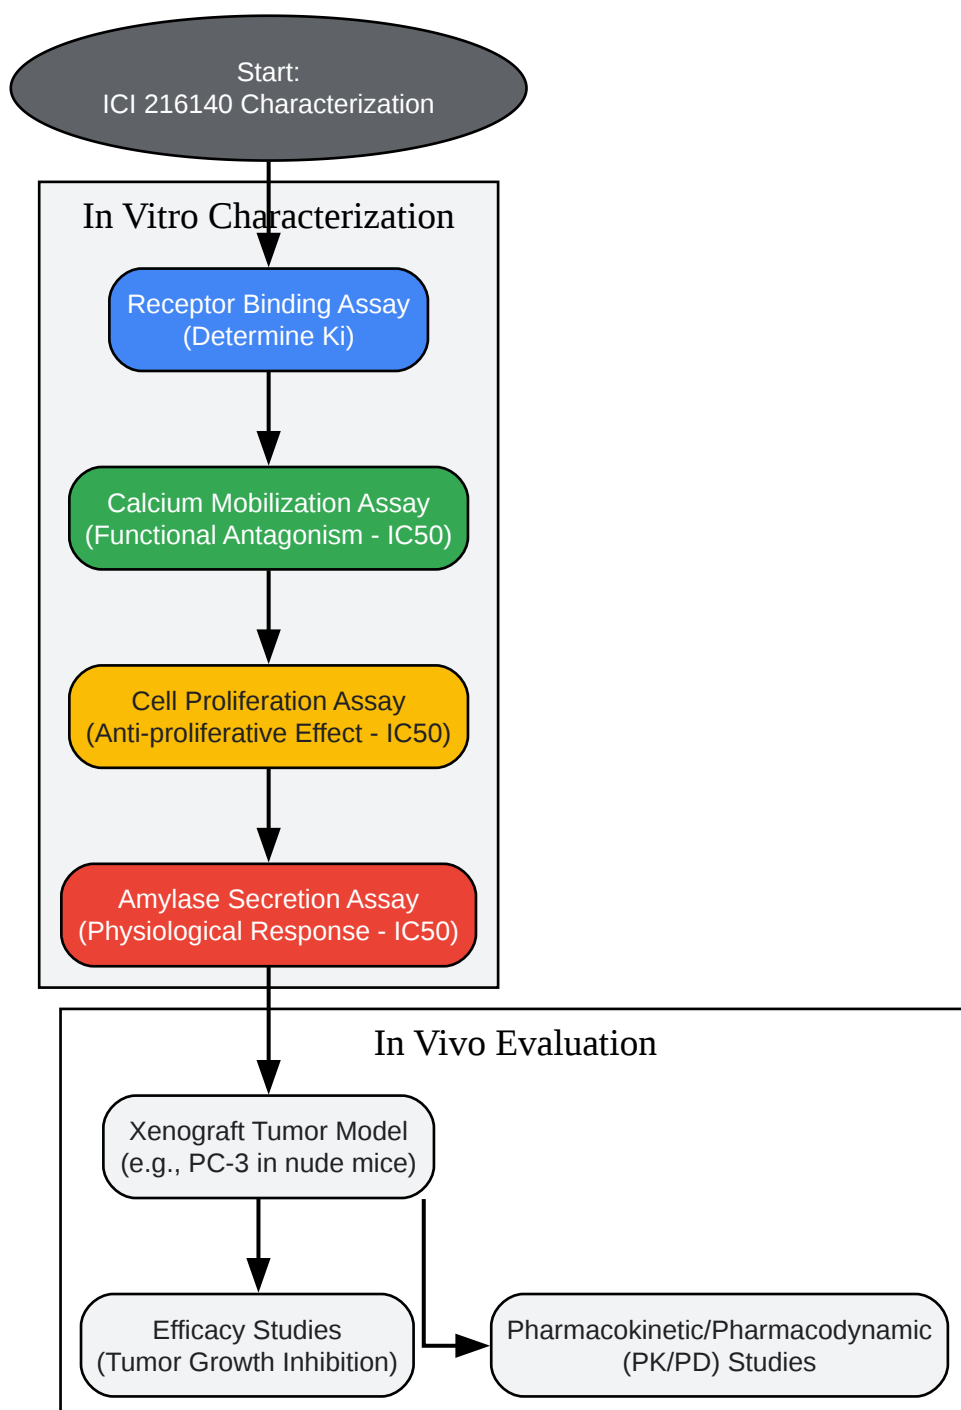 Start:
ICI 216140 Characterization
In Vitro Characterization
Receptor Binding Assay
(Determine Ki)
Calcium Mobilization Assay
(Functional Antagonism - IC50)
Cell Proliferation Assay
(Anti-proliferative Effect - IC50)
Amylase Secretion Assay
(Physiological Response - IC50)
In Vivo Evaluation
Xenograft Tumor Model
(e.g., PC-3 in nude mice)
Efficacy Studies
(Tumor Growth Inhibition)
Pharmacokinetic/Pharmacodynamic
(PK/PD) Studies